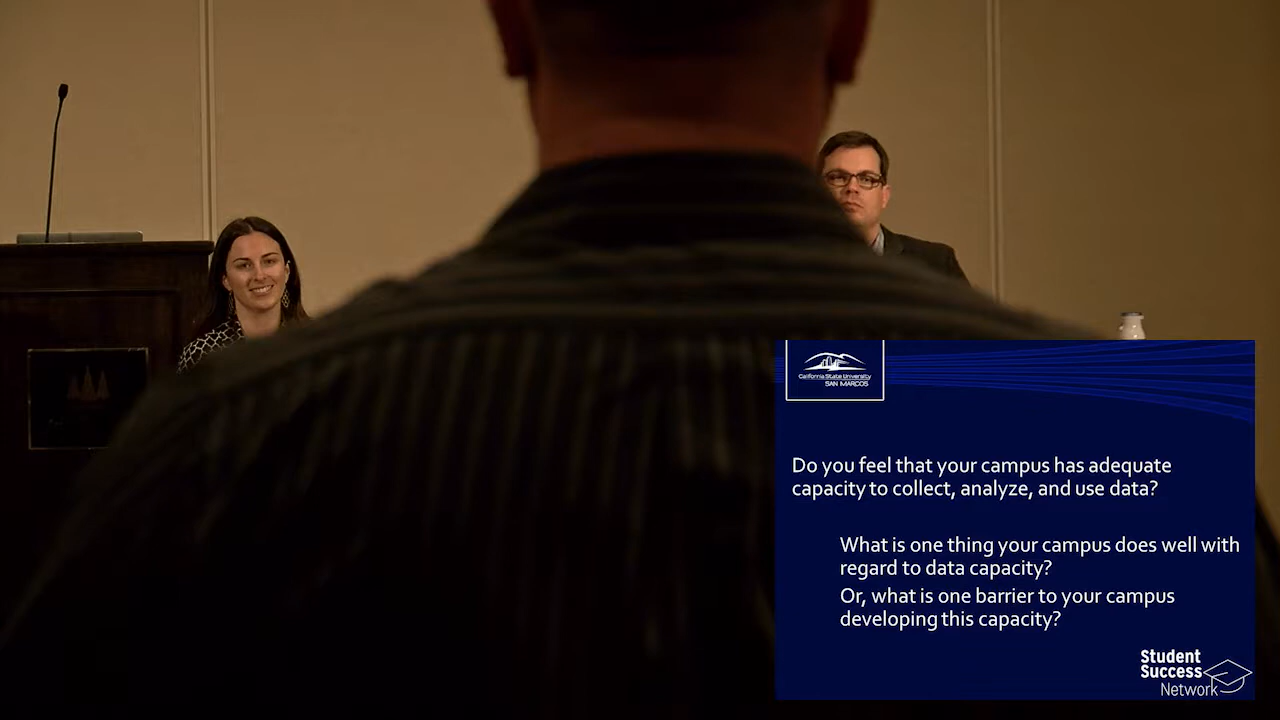 California State University
SAN MARCOS
Do you feel that your campus has adequate
capacity to collect, analyze, and use data?
What is one thing your campus does well with
regard to data capacity?
Or, what is one barrier to your campus
developing this capacity?
Student
Success
Network